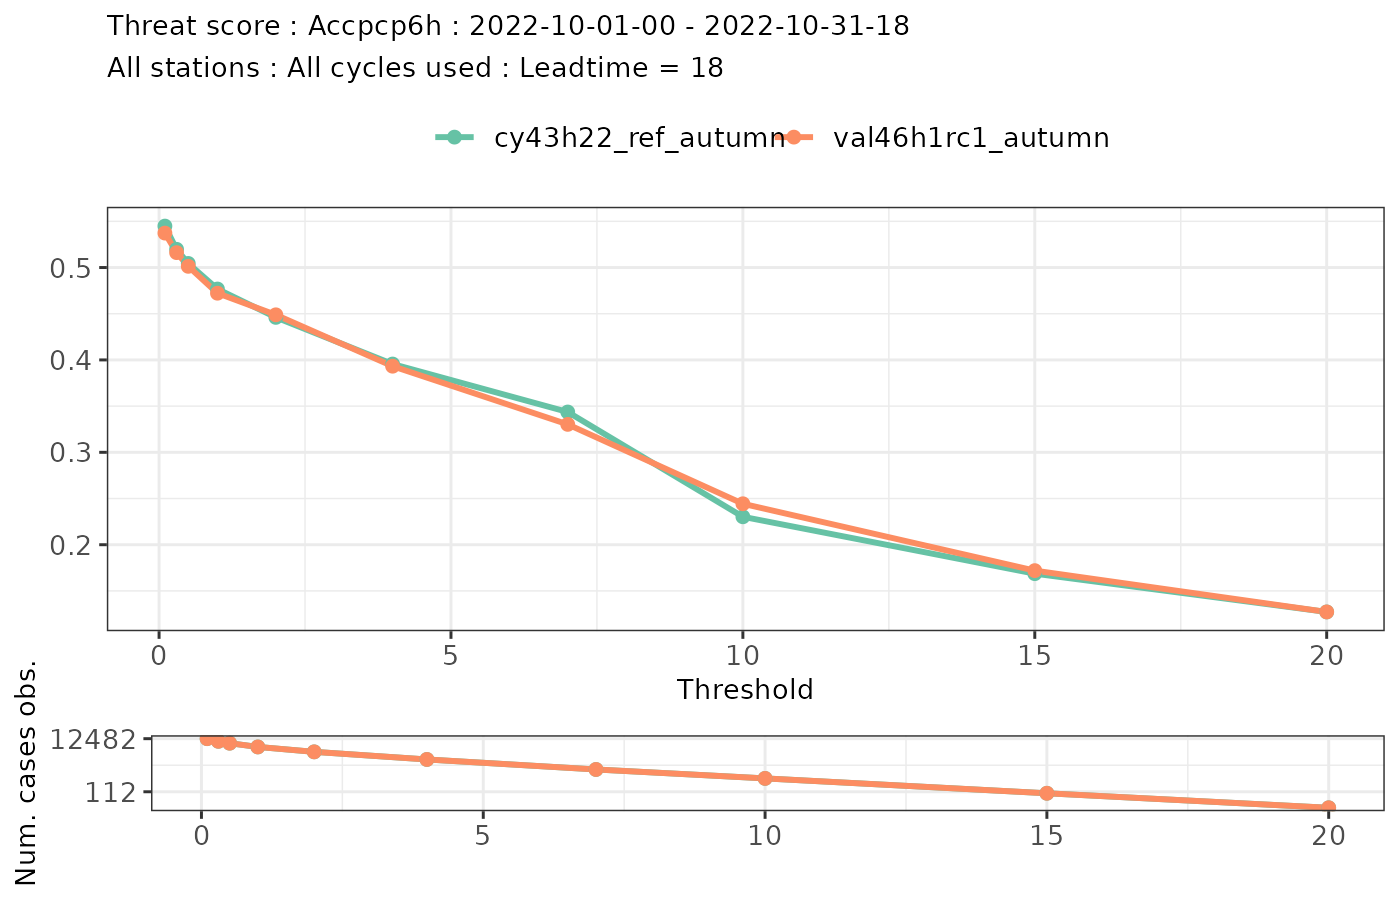 Threat score : Accpcp6h : 2022-10-01-00 - 2022-10-31-18
All stations : All cycles used : Leadtime = 18
cy43h22_ref_autumn val46h1rc1_autumn
0.5
0.4
0.3
0.2
0 5 10 15 20
Threshold
Num. cases obs.
12482
112
0 5 10 15 20